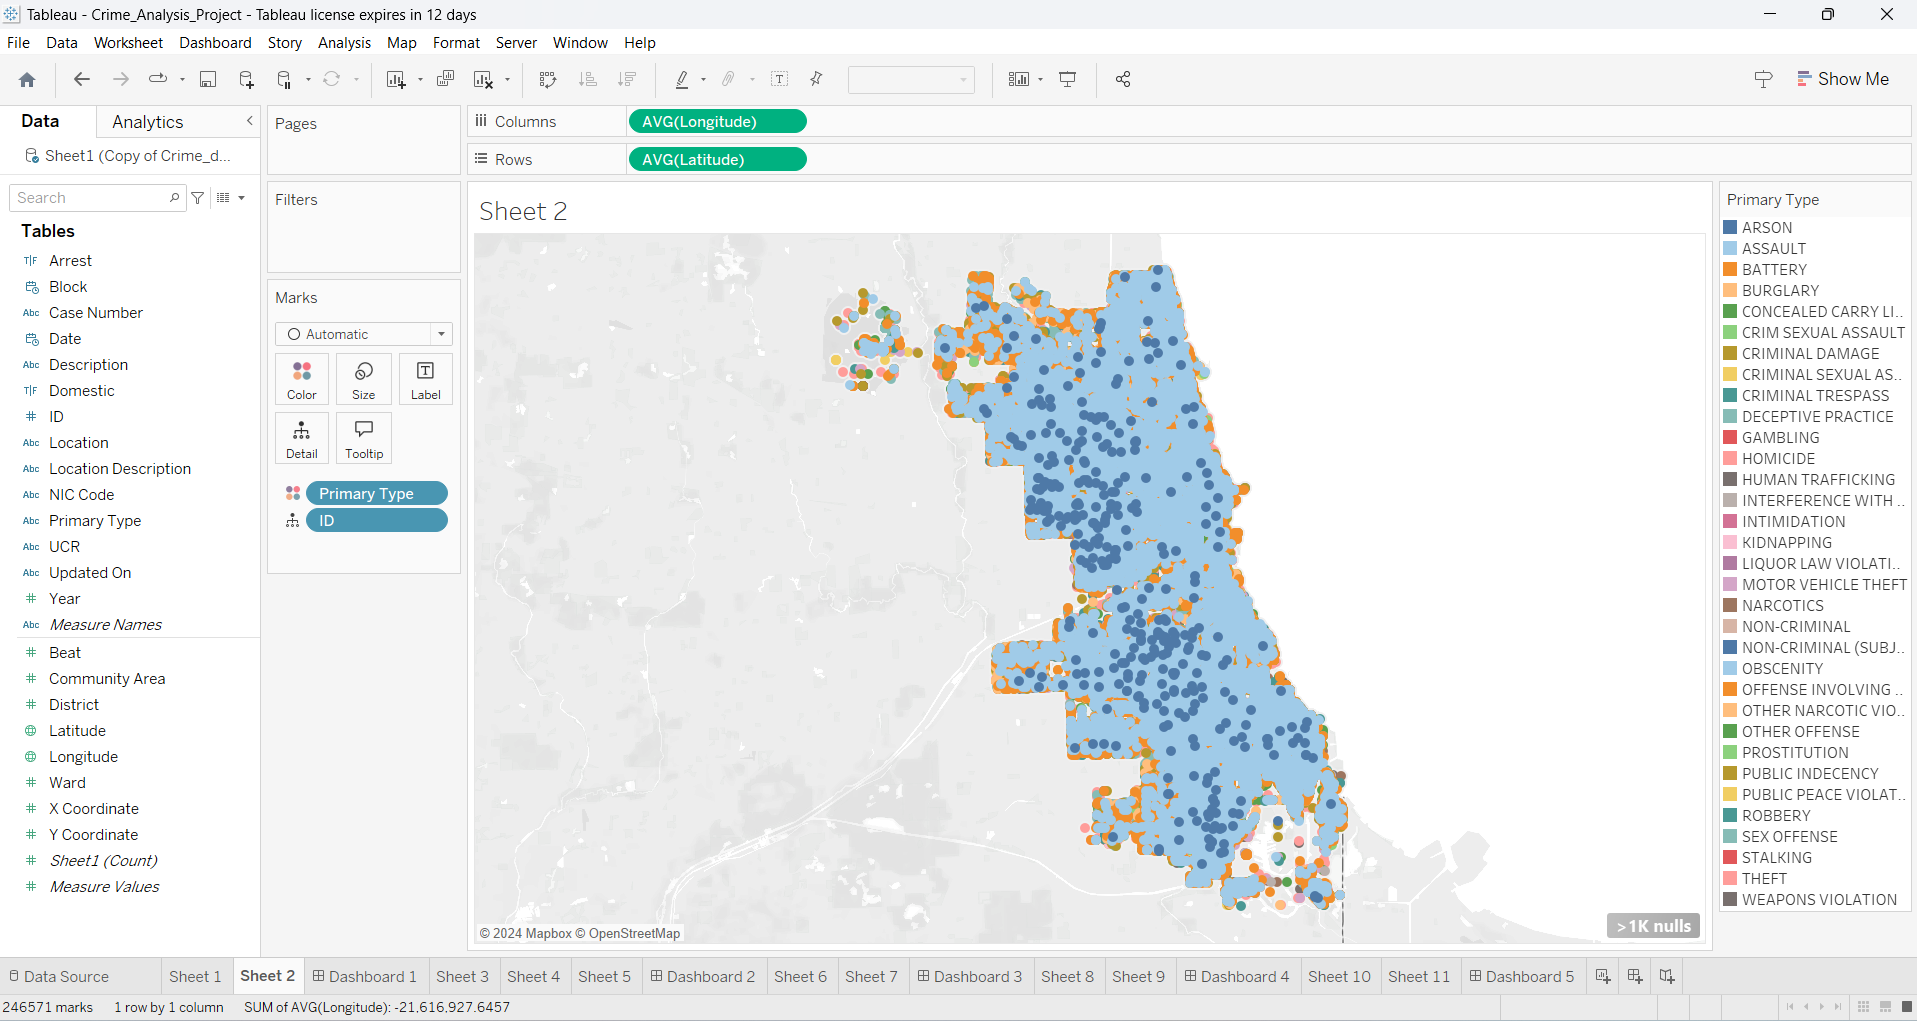 Tableau - Crime_Analysis_Project - Tableau license expires in 12 days
File Data Worksheet Dashboard Story Analysis Map Format Server Window Help
Show Me
Data Analytics
Sheet1 (Copy of Crime_d...
Search
Tables
T|F Arrest
Block
Abc Case Number
Date
Abc Description
T|F Domestic
# ID
Abc Location
Abc Location Description
Abc NIC Code
Abc Primary Type
Abc UCR
Abc Updated On
# Year
Abc Measure Names
# Beat
# Community Area
# District
Latitude
Longitude
# Ward
# X Coordinate
# Y Coordinate
# Sheet1 (Count)
# Measure Values
Pages
Filters
Marks
Automatic
Color Size Label
Detail Tooltip
Primary Type
ID
Columns AVG(Longitude)
Rows AVG(Latitude)
Sheet 2
© 2024 Mapbox © OpenStreetMap
>1K nulls
Primary Type
ARSON
ASSAULT
BATTERY
BURGLARY
CONCEALED CARRY LI..
CRIM SEXUAL ASSAULT
CRIMINAL DAMAGE
CRIMINAL SEXUAL AS..
CRIMINAL TRESPASS
DECEPTIVE PRACTICE
GAMBLING
HOMICIDE
HUMAN TRAFFICKING
INTERFERENCE WITH ..
INTIMIDATION
KIDNAPPING
LIQUOR LAW VIOLATI..
MOTOR VEHICLE THEFT
NARCOTICS
NON-CRIMINAL
NON-CRIMINAL (SUBJ..
OBSCENITY
OFFENSE INVOLVING ..
OTHER NARCOTIC VIO..
OTHER OFFENSE
PROSTITUTION
PUBLIC INDECENCY
PUBLIC PEACE VIOLAT..
ROBBERY
SEX OFFENSE
STALKING
THEFT
WEAPONS VIOLATION
Data Source Sheet 1 Sheet 2 Dashboard 1 Sheet 3 Sheet 4 Sheet 5 Dashboard 2 Sheet 6 Sheet 7 Dashboard 3 Sheet 8 Sheet 9 Dashboard 4 Sheet 10 Sheet 11 Dashboard 5
246571 marks 1 row by 1 column SUM of AVG(Longitude): -21,616,927.6457